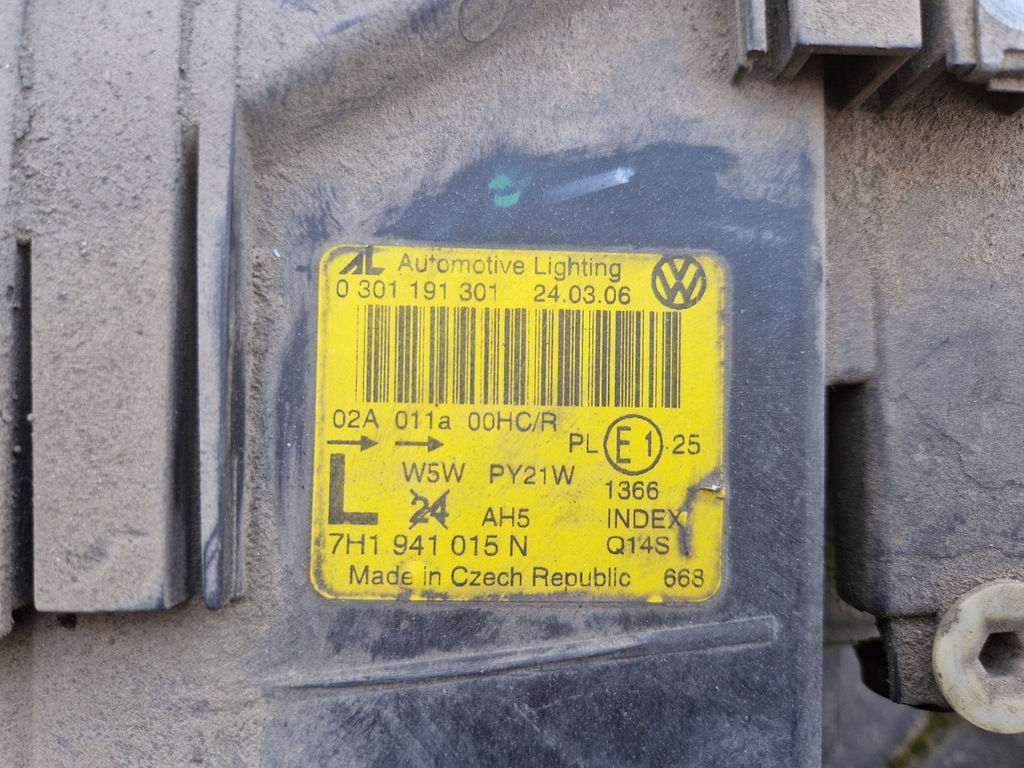 AL Automotive Lighting
0 301 191 301 24.03.06
02A 011a 00HC/R
PL E1 25
W5W PY21W
1366
L
24 AH5 INDEX
7H1 941 015 N Q14S
Made in Czech Republic 668